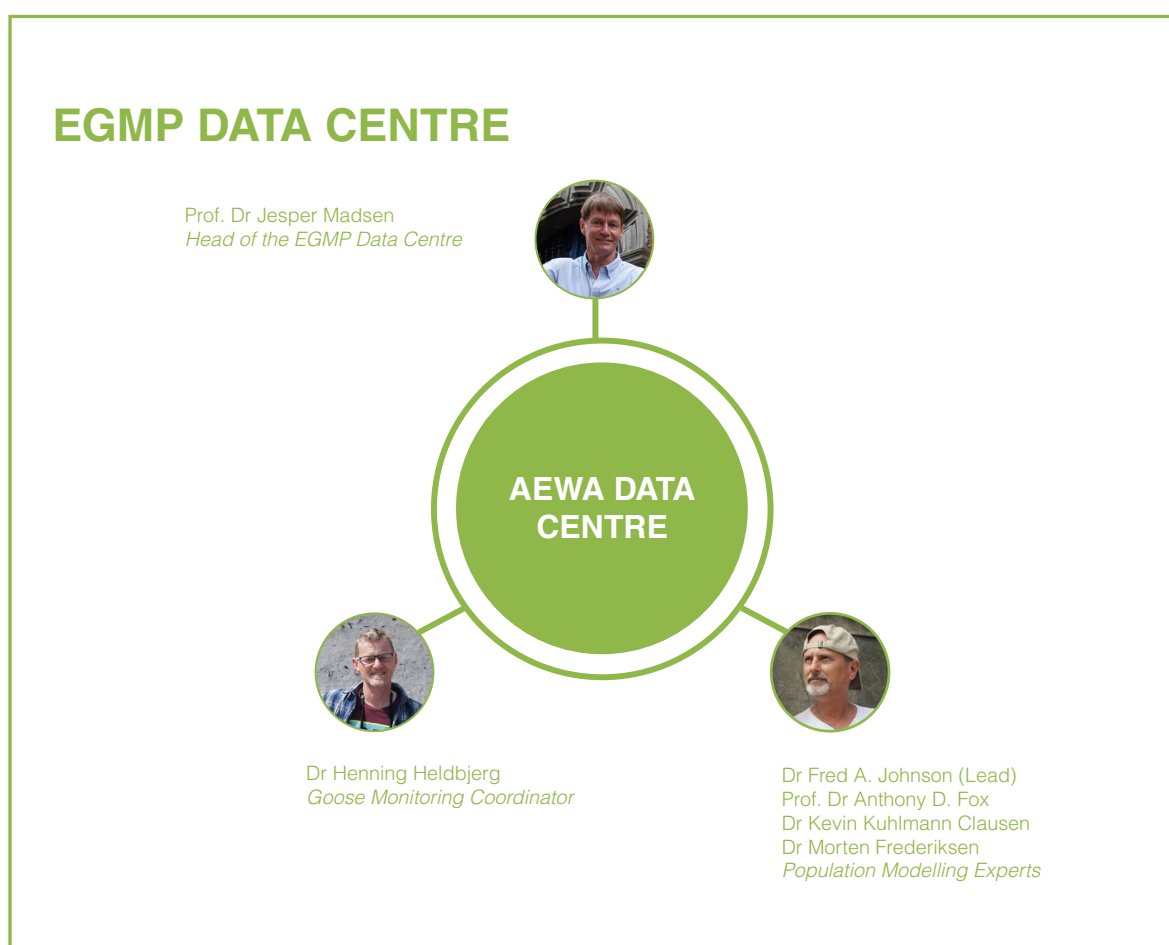 EGMP DATA CENTRE
Prof. Dr Jesper Madsen
Head of the EGMP Data Centre
AEWA DATA
CENTRE
Dr Henning Heldbjerg
Goose Monitoring Coordinator
Dr Fred A. Johnson (Lead)
Prof. Dr Anthony D. Fox
Dr Kevin Kuhlmann Clausen
Dr Morten Frederiksen
Population Modelling Experts